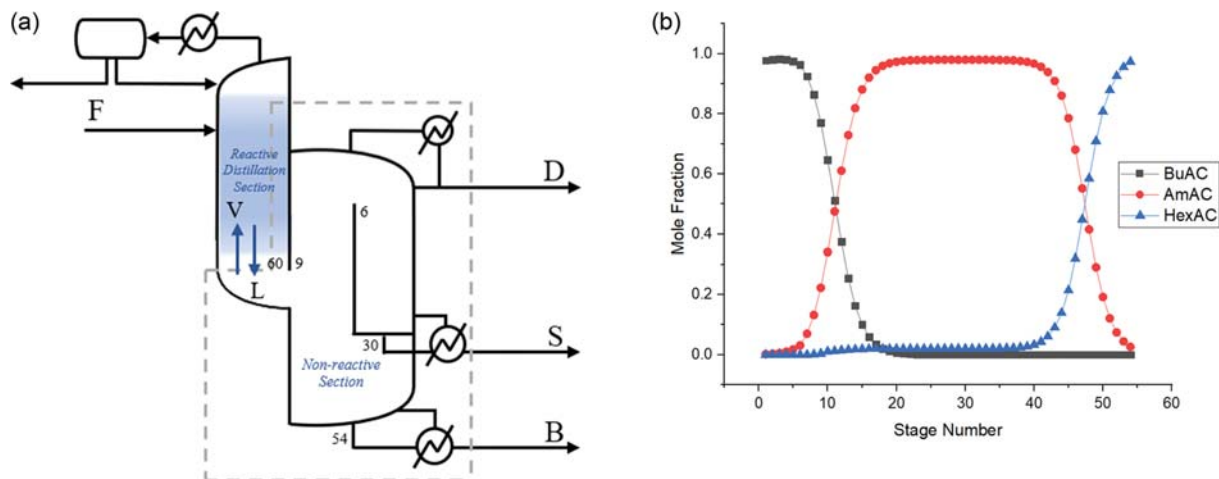 (a)
F
Reactive
Distillation
Section
V
L
60
9
6
D
30
S
Non-reactive
Section
54
B
(b)
1.0
0.8
0.6
0.4
0.2
0.0
Mole Fraction
0
10
20
30
40
50
60
Stage Number
BuAC
AmAC
HexAC